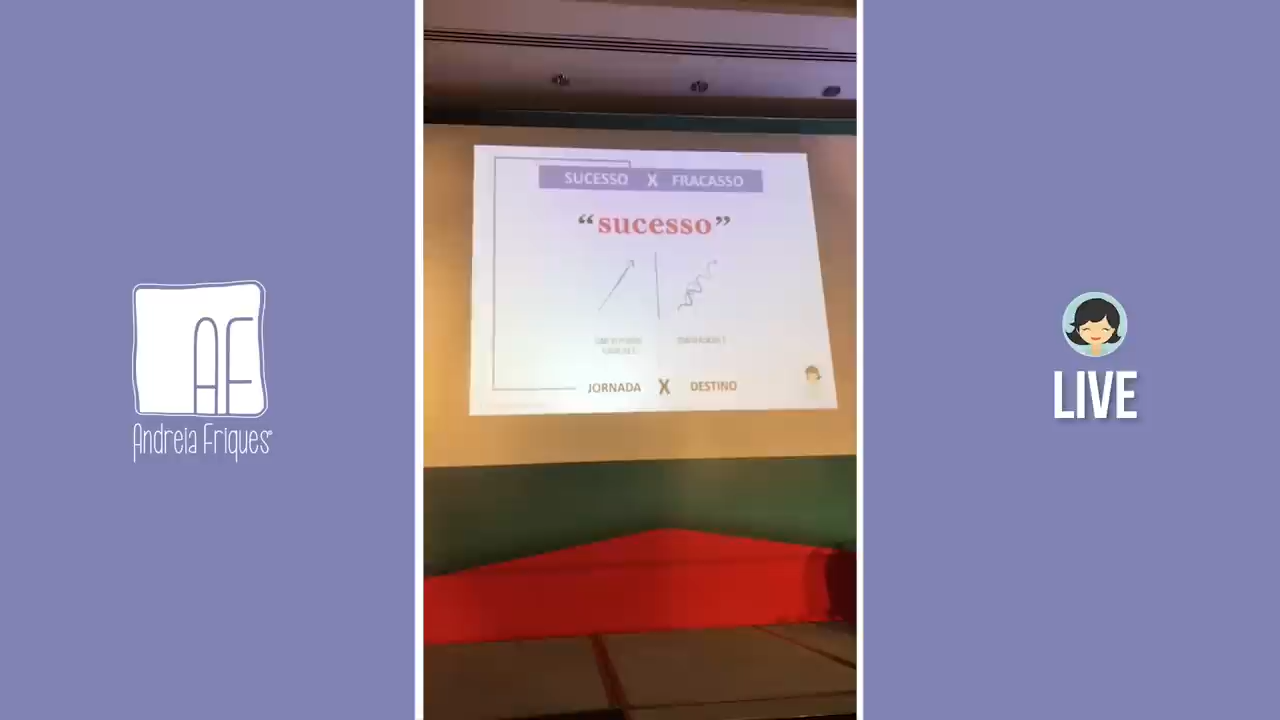 SUCESSO X FRACASSO
“sucesso”
JORNADA X DESTINO
AF
Andreia Friques®
LIVE